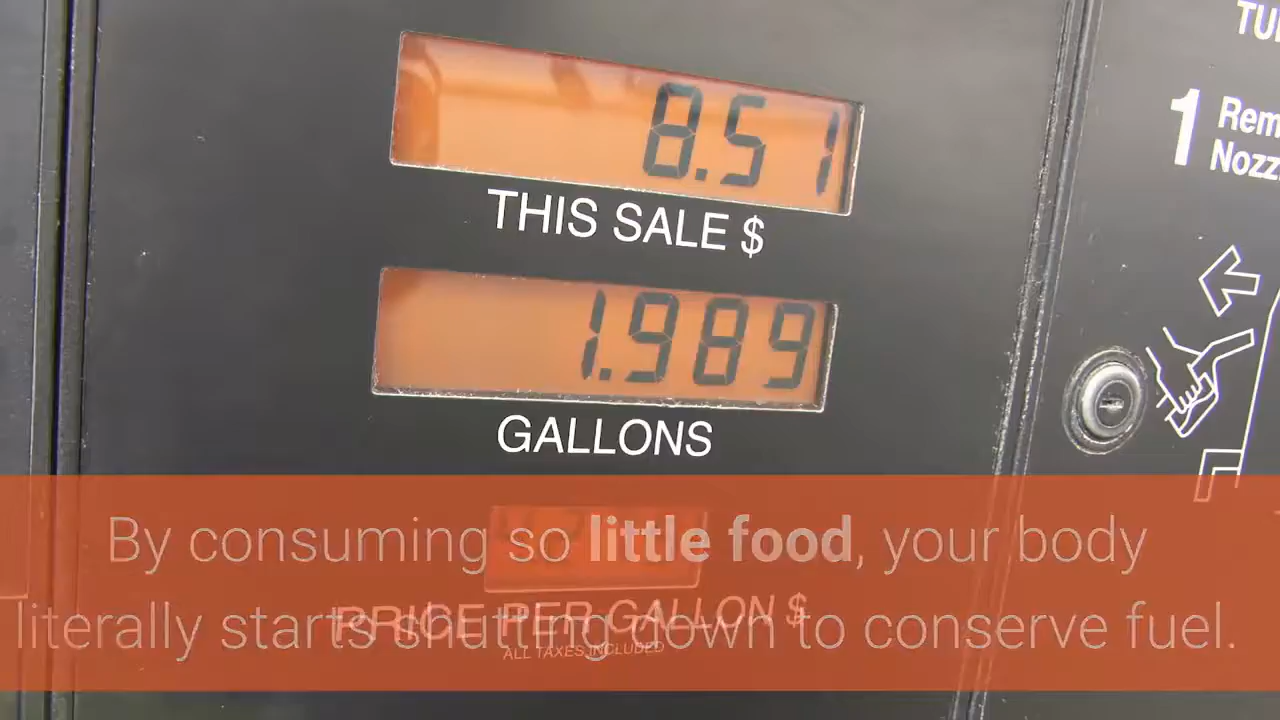 TU
1 Rem
Nozz
8.51
THIS SALE $
1.989
GALLONS
By consuming so little food, your body
literally starts shutting down to conserve fuel.
PRICE PER GALLON $
ALL TAXES INCLUDED